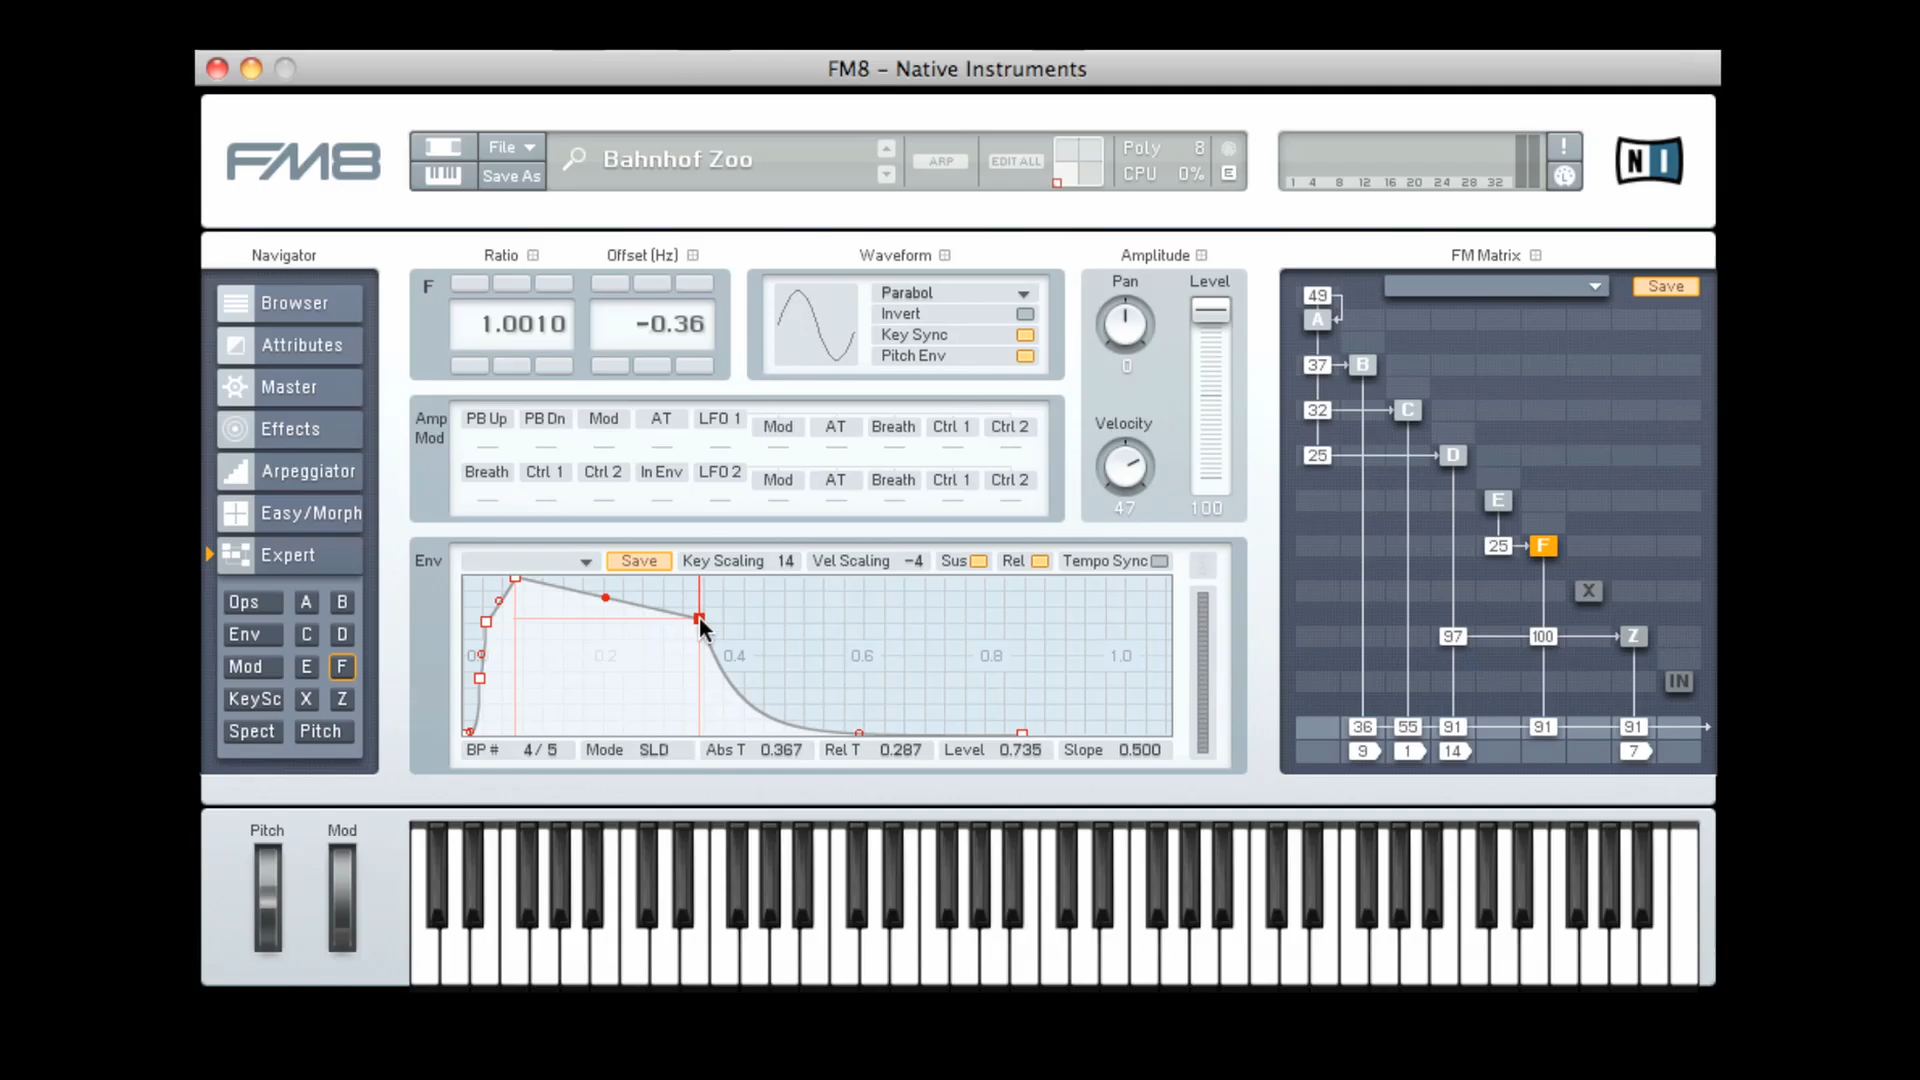 FM8 – Native Instruments
FM8
File
Save As
Bahnhof Zoo
ARP
EDIT ALL
Poly 8
CPU 0%
E
1 4 8 12 16 20 24 28 32
!
N I
Navigator
Browser
Attributes
Master
Effects
Arpeggiator
Easy/Morph
Expert
Ops A B
Env C D
Mod E F
KeySc X Z
Spect Pitch
Ratio
Offset (Hz)
Waveform
Amplitude
FM Matrix
F
1.0010
-0.36
Parabol
Invert
Key Sync
Pitch Env
Pan
Level
0
Velocity
47
100
Amp Mod
PB Up PB Dn Mod AT LFO 1 Mod AT Breath Ctrl 1 Ctrl 2
Breath Ctrl 1 Ctrl 2 In Env LFO 2 Mod AT Breath Ctrl 1 Ctrl 2
Env
Save Key Scaling 14 Vel Scaling -4 Sus Rel Tempo Sync
0.2 0.4 0.6 0.8 1.0
BP # 4 / 5 Mode SLD Abs T 0.367 Rel T 0.287 Level 0.735 Slope 0.500
Save
49
A
37 B
32 C
25 D
E
25 F
X
97 100 Z
IN
36 55 91 91 91
9 1 14 7
Pitch
Mod